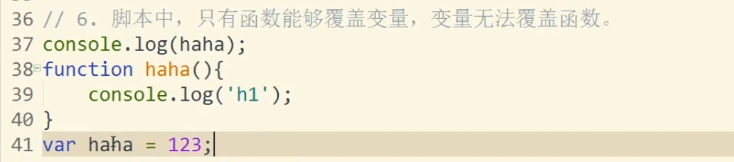 36 // 6. 脚本中，只有函数能够覆盖变量，变量无法覆盖函数。
37 console.log(haha);
38 function haha(){
39     console.log('h1');
40 }
41 var haha = 123;